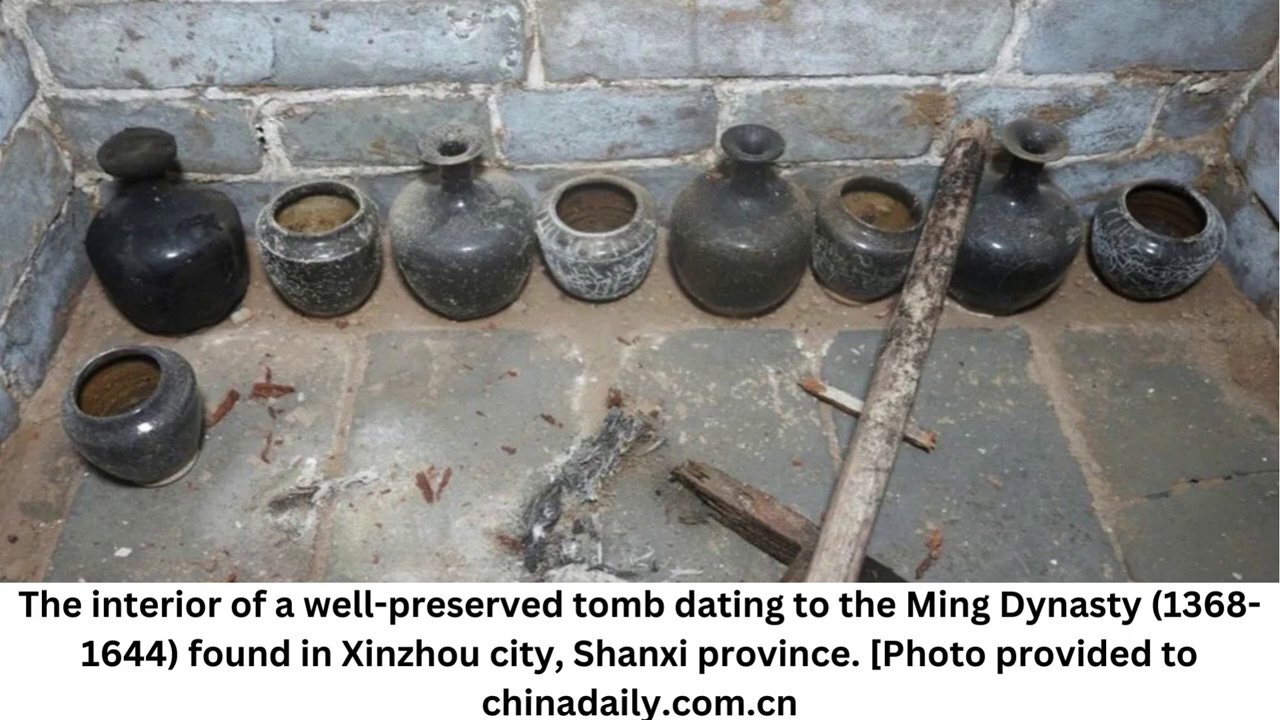 The interior of a well-preserved tomb dating to the Ming Dynasty (1368-
1644) found in Xinzhou city, Shanxi province. [Photo provided to
chinadaily.com.cn